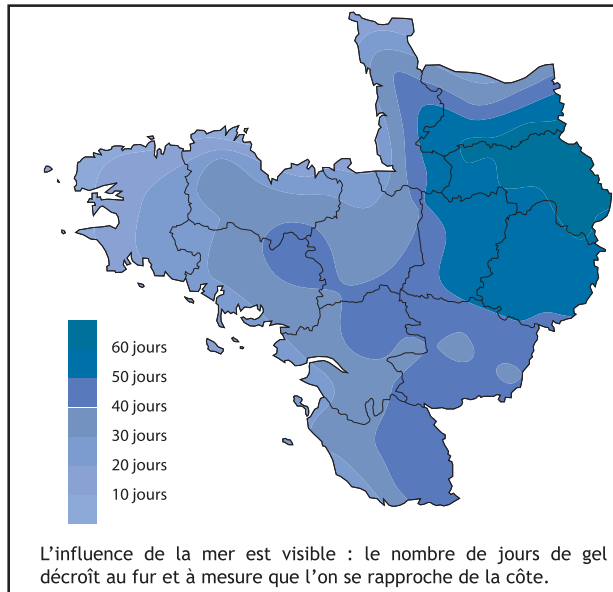 60 jours
50 jours
40 jours
30 jours
20 jours
10 jours
L'influence de la mer est visible : le nombre de jours de gel
décroît au fur et à mesure que l'on se rapproche de la côte.